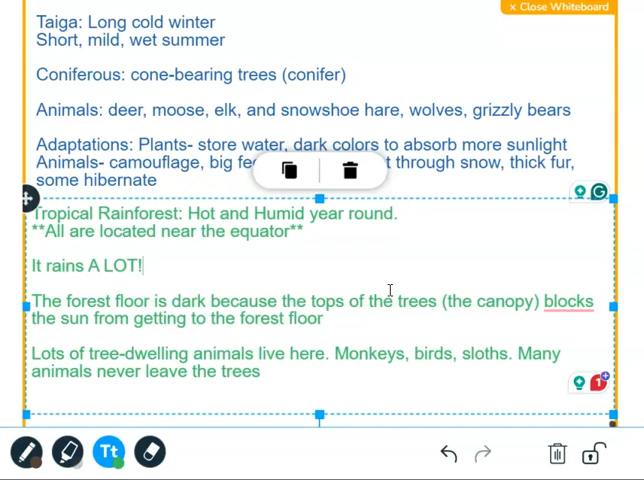 × Close Whiteboard
Taiga: Long cold winter
Short, mild, wet summer
Coniferous: cone-bearing trees (conifer)
Animals: deer, moose, elk, and snowshoe hare, wolves, grizzly bears
Adaptations: Plants- store water, dark colors to absorb more sunlight
Animals- camouflage, big through snow, thick fur,
some hibernate
Tropical Rainforest: Hot and Humid year round.
**All are located near the equator**
It rains A LOT!
The forest floor is dark because the tops of the trees (the canopy) blocks
the sun from getting to the forest floor
Lots of tree-dwelling animals live here. Monkeys, birds, sloths. Many
animals never leave the trees
1
Tt